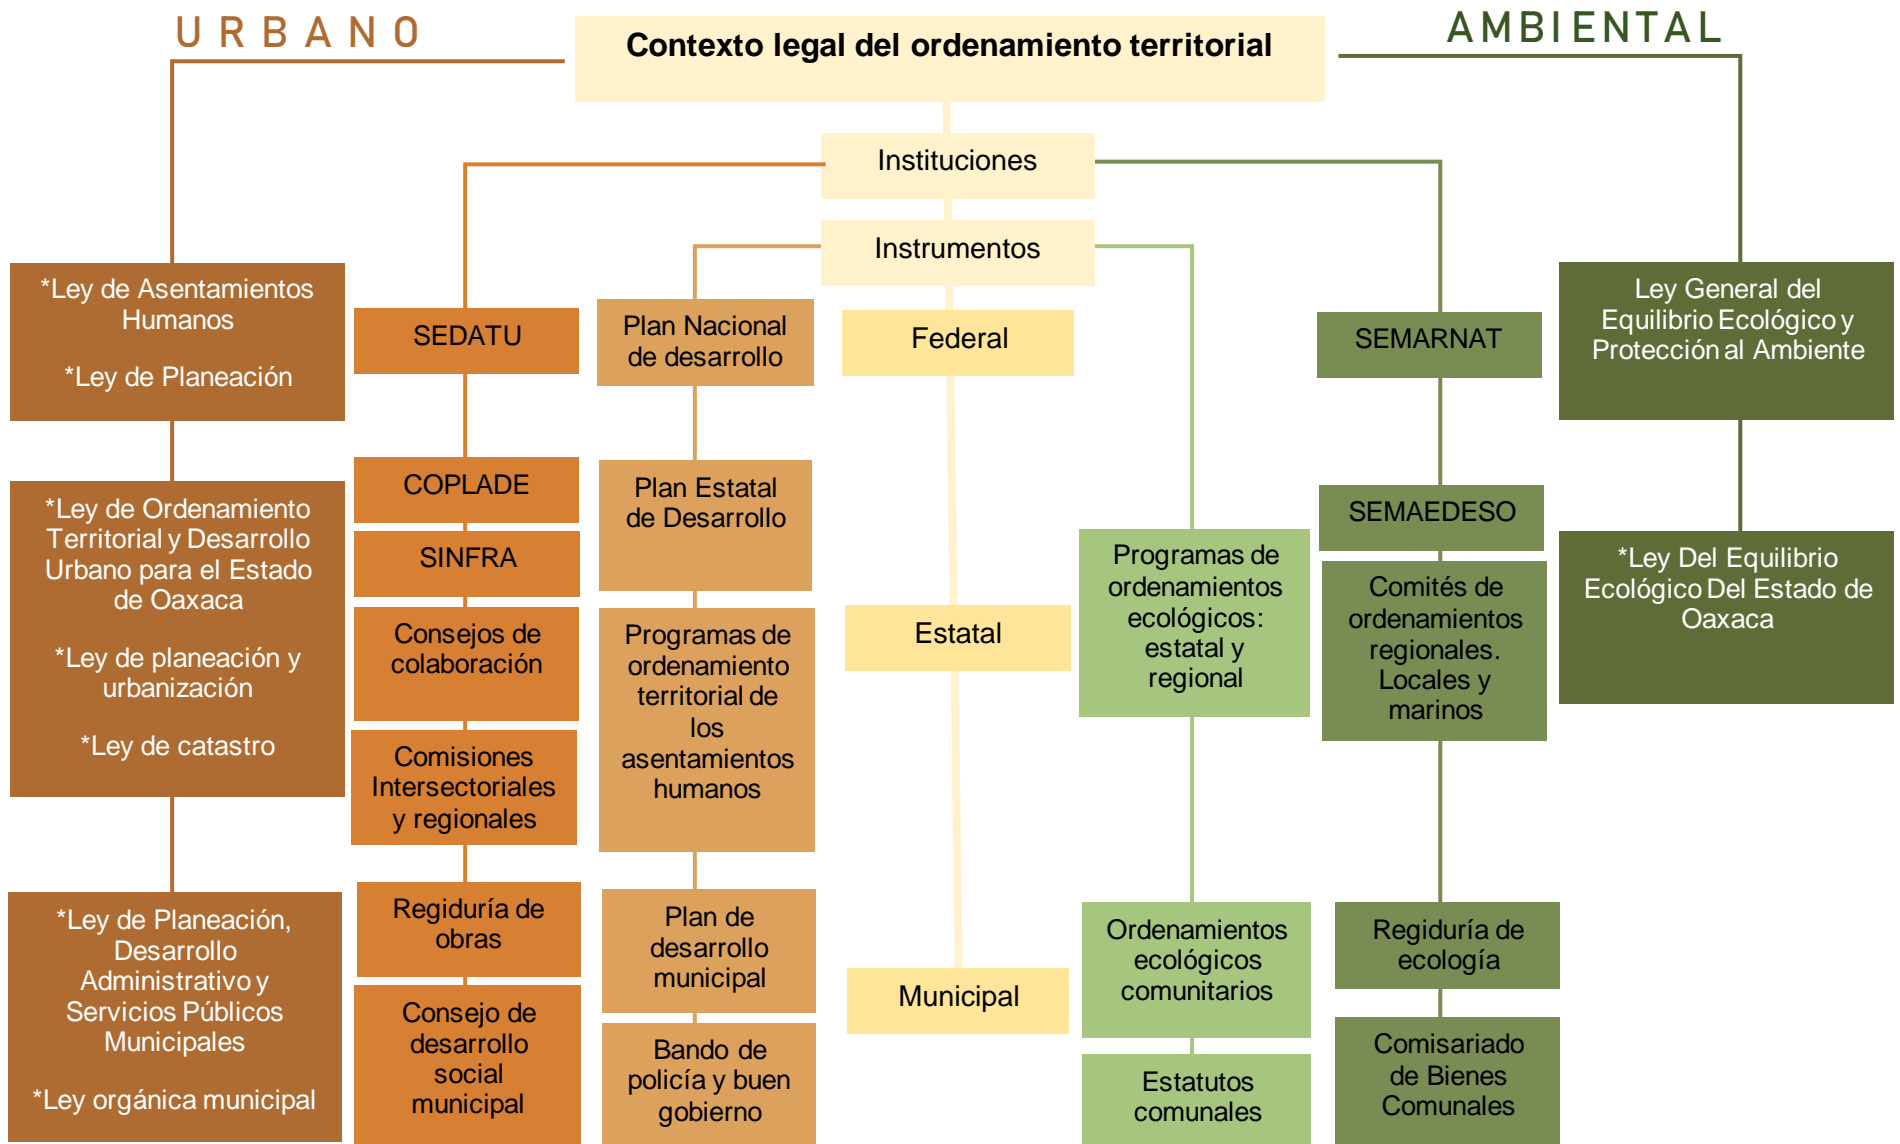 URBANO
Contexto legal del ordenamiento territorial
AMBIENTAL
Instituciones
Instrumentos
*Ley de Asentamientos
Humanos
*Ley de Planeación
*Ley de Ordenamiento
Territorial y Desarrollo
Urbano para el Estado
de Oaxaca
*Ley de planeación y
urbanización
*Ley de catastro
*Ley de Planeación,
Desarrollo
Administrativo y
Servicios Públicos
Municipales
*Ley orgánica municipal
SEDATU
COPLADE
SINFRA
Consejos de
colaboración
Comisiones
Intersectoriales
y regionales
Regiduría de
obras
Consejo de
desarrollo
social
municipal
Plan Nacional
de desarrollo
Plan Estatal
de Desarrollo
Programas de
ordenamiento
territorial de
los
asentamientos
humanos
Plan de
desarrollo
municipal
Bando de
policía y buen
gobierno
Federal
Estatal
Municipal
Programas de
ordenamientos
ecológicos:
estatal y
regional
Ordenamientos
ecológicos
comunitarios
Estatutos
comunales
SEMARNAT
SEMAEDESO
Comités de
ordenamientos
regionales.
Locales y
marinos
Regiduría de
ecología
Comisariado
de Bienes
Comunales
Ley General del
Equilibrio Ecológico y
Protección al Ambiente
*Ley Del Equilibrio
Ecológico Del Estado de
Oaxaca